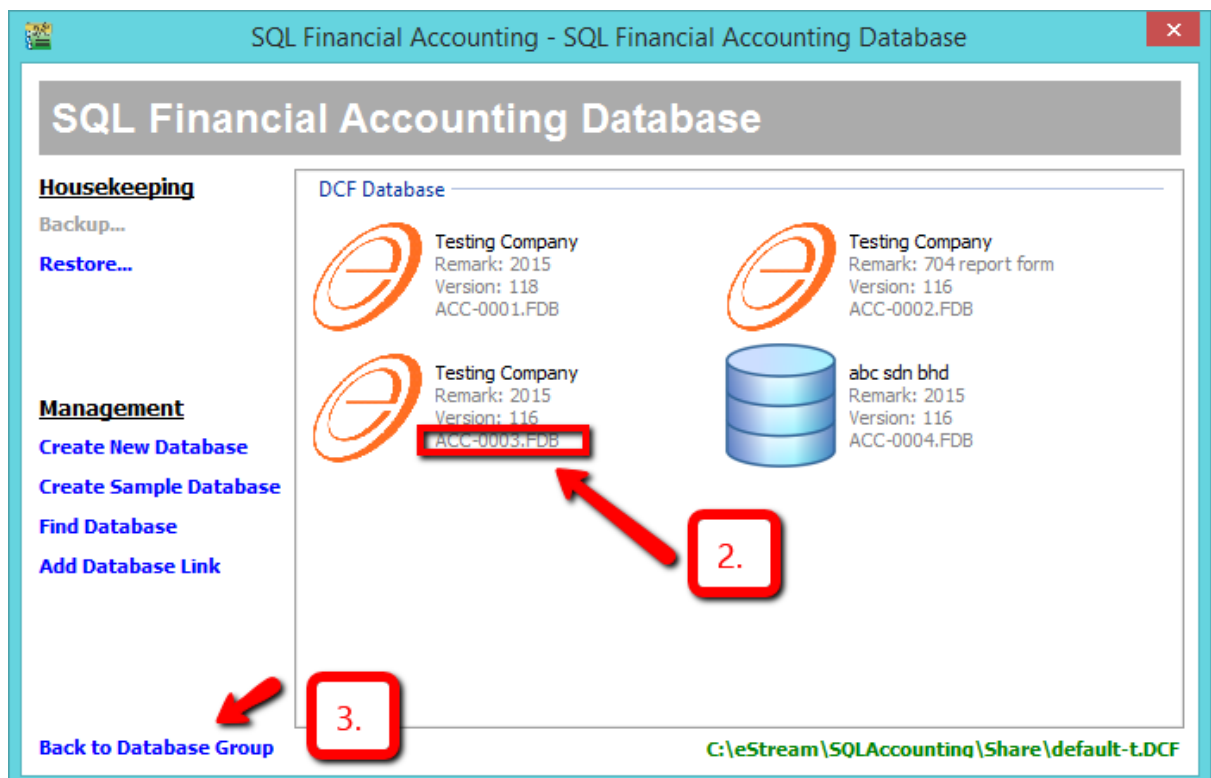 SQL Financial Accounting - SQL Financial Accounting Database
SQL Financial Accounting Database
Housekeeping
Backup...
Restore...
Management
Create New Database
Create Sample Database
Find Database
Add Database Link
Back to Database Group
DCF Database
Testing Company
Remark: 2015
Version: 118
ACC-0001.FDB
Testing Company
Remark: 704 report form
Version: 116
ACC-0002.FDB
Testing Company
Remark: 2015
Version: 116
ACC-0003.FDB
abc sdn bhd
Remark: 2015
Version: 116
ACC-0004.FDB
2.
3.
C:\eStream\SQLAccounting\Share\default-t.DCF